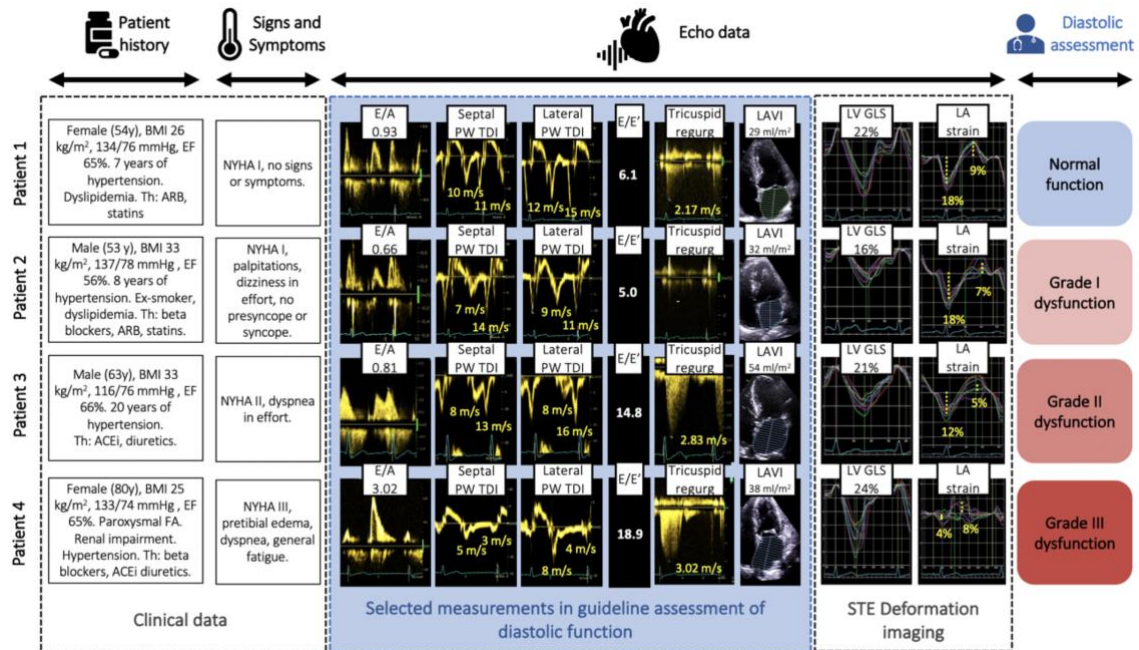 Patient
history
Signs and
Symptoms
Echo data
Diastolic
assessment
Patient 1
Female (54y), BMI 26
kg/m², 134/76 mmHg, EF
65%. 7 years of
hypertension.
Dyslipidemia. Th: ARB,
statins
NYHA I, no signs
or symptoms.
E/A
0.93
Septal
PW TDI
10 m/s
11 m/s
Lateral
PW TDI
12 m/s
15 m/s
E/E'
6.1
Tricuspid
regurg
2.17 m/s
LAVI
29 ml/m²
LV GLS
22%
LA
strain
9%
18%
Normal
function
Patient 2
Male (53 y), BMI 33
kg/m², 137/78 mmHg , EF
56%. 8 years of
hypertension. Ex-smoker,
dyslipidemia. Th: beta
blockers, ARB, statins.
NYHA I,
palpitations,
dizziness in
effort, no
presyncope or
syncope.
E/A
0.66
Septal
PW TDI
7 m/s
14 m/s
Lateral
PW TDI
9 m/s
11 m/s
E/E'
5.0
Tricuspid
regurg
LAVI
32 ml/m²
LV GLS
16%
LA
strain
7%
18%
Grade I
dysfunction
Patient 3
Male (63y), BMI 33
kg/m², 116/76 mmHg, EF
66%. 20 years of
hypertension.
Th: ACEi, diuretics.
NYHA II, dyspnea
in effort.
E/A
0.81
Septal
PW TDI
8 m/s
13 m/s
Lateral
PW TDI
8 m/s
16 m/s
E/E'
14.8
Tricuspid
regurg
2.83 m/s
LAVI
54 ml/m²
LV GLS
21%
LA
strain
5%
12%
Grade II
dysfunction
Patient 4
Female (80y), BMI 25
kg/m², 133/74 mmHg , EF
65%. Paroxysmal FA.
Renal impairment.
Hypertension. Th: beta
blockers, ACEi diuretics.
NYHA III,
pretibial edema,
dyspnea, general
fatigue.
E/A
3.02
Septal
PW TDI
3 m/s
5 m/s
Lateral
PW TDI
4 m/s
8 m/s
E/E'
18.9
Tricuspid
regurg
3.02 m/s
LAVI
38 ml/m²
LV GLS
24%
LA
strain
4%
8%
Grade III
dysfunction
Clinical data
Selected measurements in guideline assessment of
diastolic function
STE Deformation
imaging